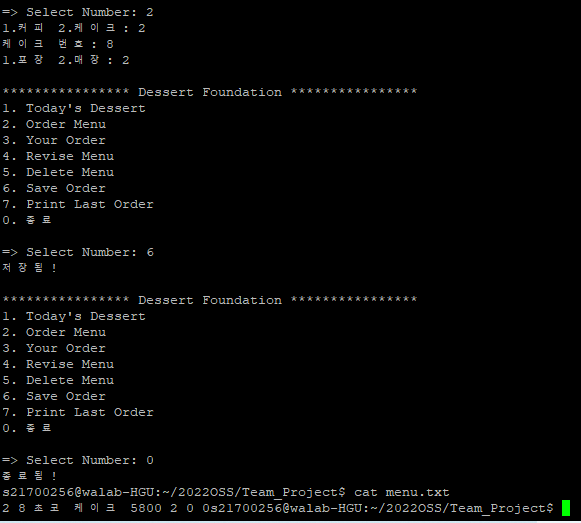 => Select Number: 2
1.커피 2.케이크 : 2
케이크 번호 : 8
1.포장 2.매장 : 2
**************** Dessert Foundation ****************
1. Today's Dessert
2. Order Menu
3. Your Order
4. Revise Menu
5. Delete Menu
6. Save Order
7. Print Last Order
0. 종료
=> Select Number: 6
저장됨!
**************** Dessert Foundation ****************
1. Today's Dessert
2. Order Menu
3. Your Order
4. Revise Menu
5. Delete Menu
6. Save Order
7. Print Last Order
0. 종료
=> Select Number: 0
종료됨!
s21700256@walab-HGU:~/2022OSS/Team_Project$ cat menu.txt
2 8 초코 케이크 5800 2 0 0s21700256@walab-HGU:~/2022OSS/Team_Project$